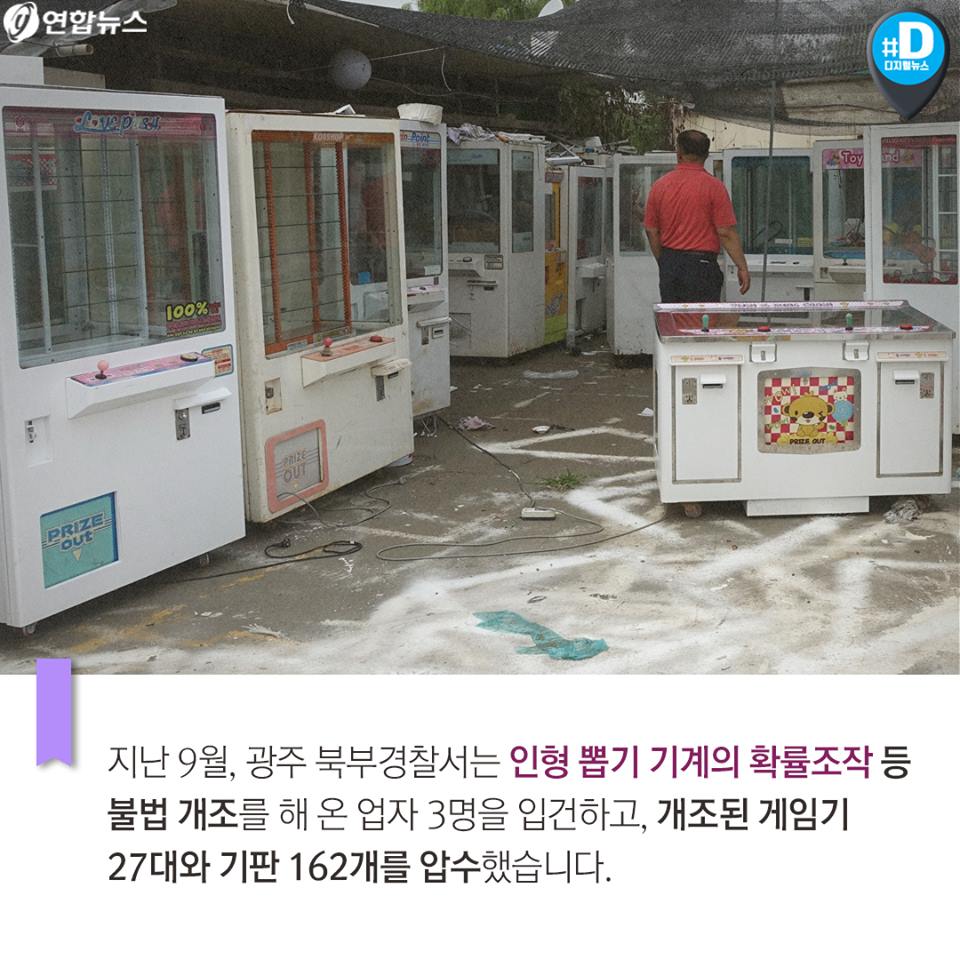 연합뉴스
#D
디지털뉴스
100%
PRIZE
OUT
PRIZE
OUT
PRIZE OUT
지난 9월, 광주 북부경찰서는 인형 뽑기 기계의 확률조작 등
불법 개조를 해 온 업자 3명을 입건하고, 개조된 게임기
27대와 기판 162개를 압수했습니다.